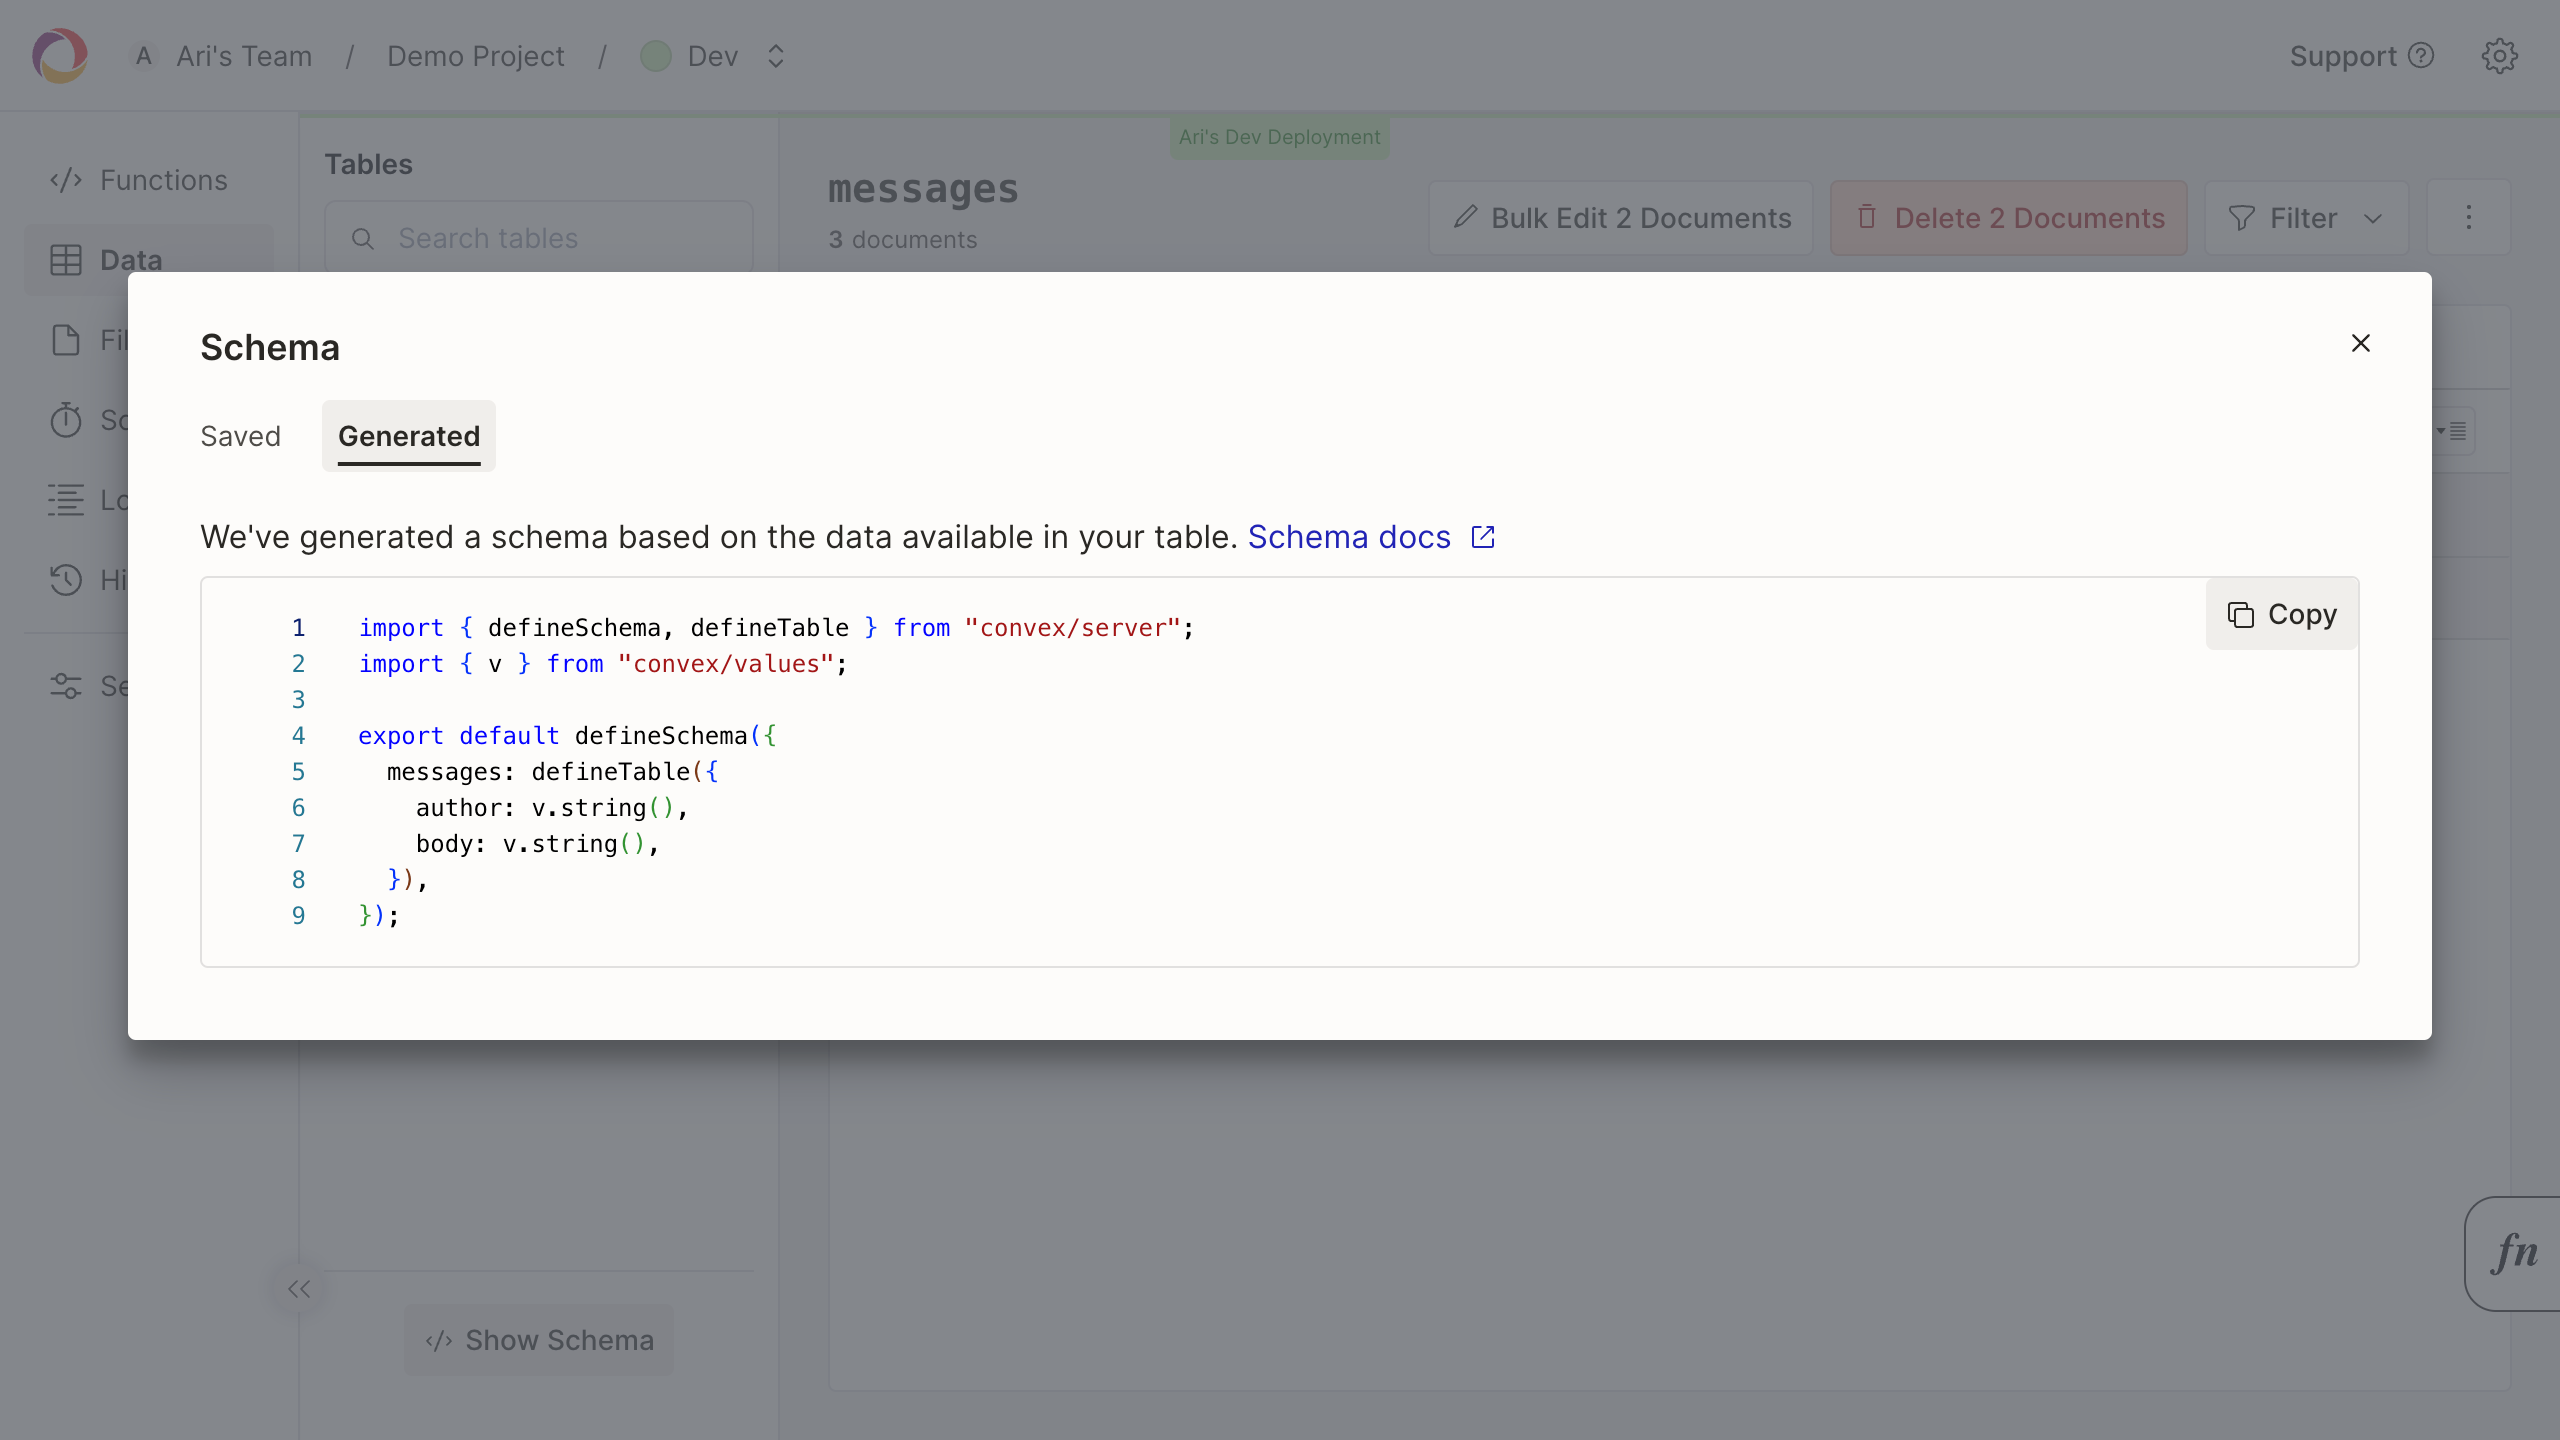 A Ari's Team / Demo Project / Dev
Support
Functions
Data
Fil
Sc
Lo
Hi
Se
Tables
Search tables
Show Schema
Ari's Dev Deployment
messages
3 documents
Bulk Edit 2 Documents
Delete 2 Documents
Filter
Schema
Saved
Generated
We've generated a schema based on the data available in your table. Schema docs
Copy
1 import { defineSchema, defineTable } from "convex/server";
2 import { v } from "convex/values";
3
4 export default defineSchema({
5   messages: defineTable({
6     author: v.string(),
7     body: v.string(),
8   }),
9 });
fn